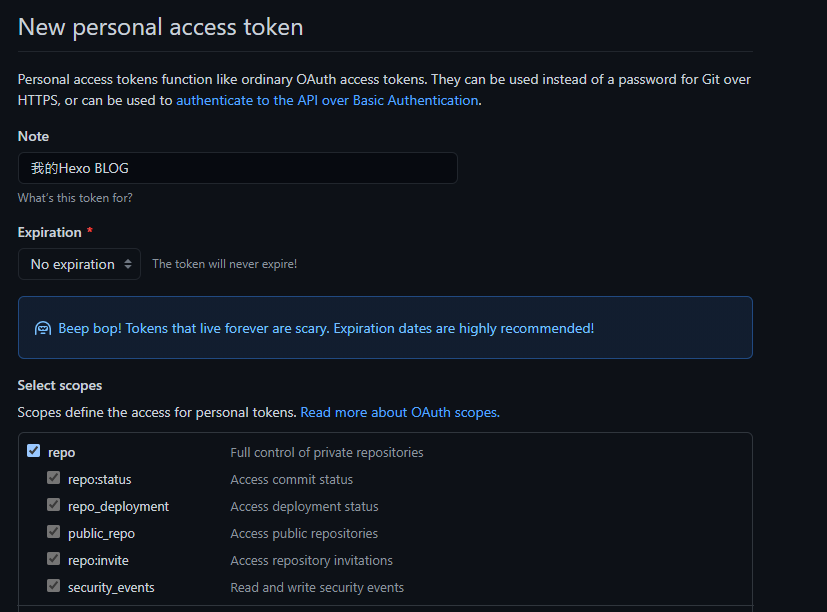 New personal access token
Personal access tokens function like ordinary OAuth access tokens. They can be used instead of a password for Git over
HTTPS, or can be used to authenticate to the API over Basic Authentication.
Note
我的Hexo BLOG
What's this token for?
Expiration *
No expiration The token will never expire!
Beep bop! Tokens that live forever are scary. Expiration dates are highly recommended!
Select scopes
Scopes define the access for personal tokens. Read more about OAuth scopes.
repo Full control of private repositories
repo:status Access commit status
repo_deployment Access deployment status
public_repo Access public repositories
repo:invite Access repository invitations
security_events Read and write security events